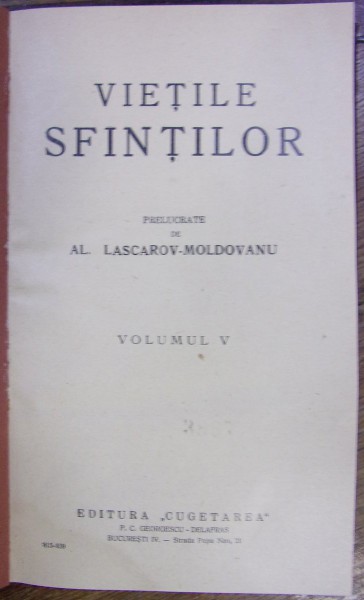 VIEȚILE
SFINȚILOR
PRELUCRATE
DE
AL. LASCAROV-MOLDOVANU
VOLUMUL V
EDITURA „CUGETAREA”
P. C. GEORGESCU - DELAFRAS
BUCUREȘTI IV. — Strada Popa Nan, 21